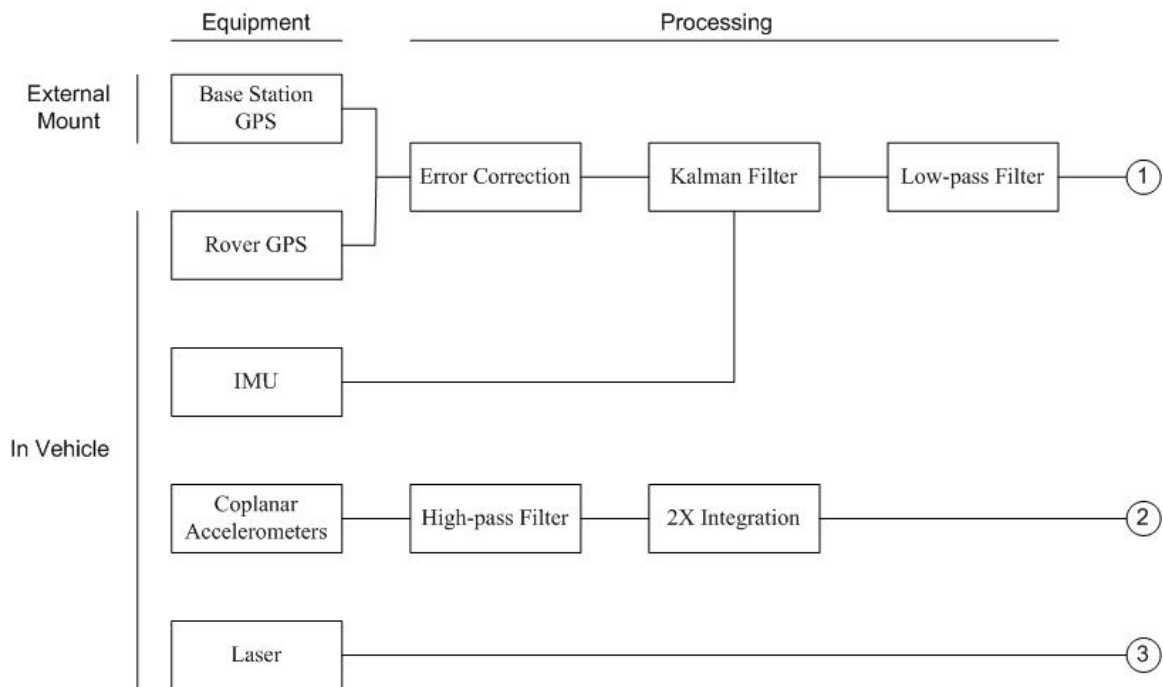 Equipment
Processing
External
Mount
Base Station
GPS
Error Correction
Kalman Filter
Low-pass Filter
1
Rover GPS
IMU
In Vehicle
Coplanar
Accelerometers
High-pass Filter
2X Integration
2
Laser
3